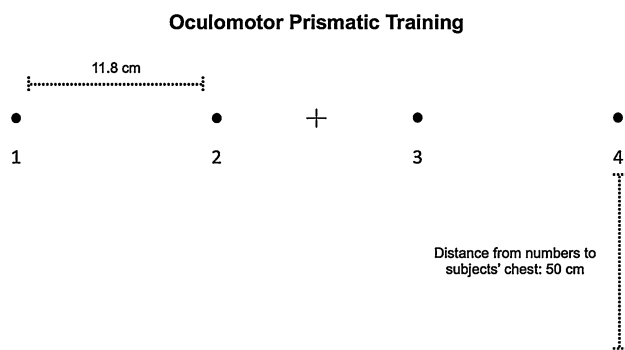 Oculomotor Prismatic Training
11.8 cm
1 2 3 4
Distance from numbers to
subjects' chest: 50 cm